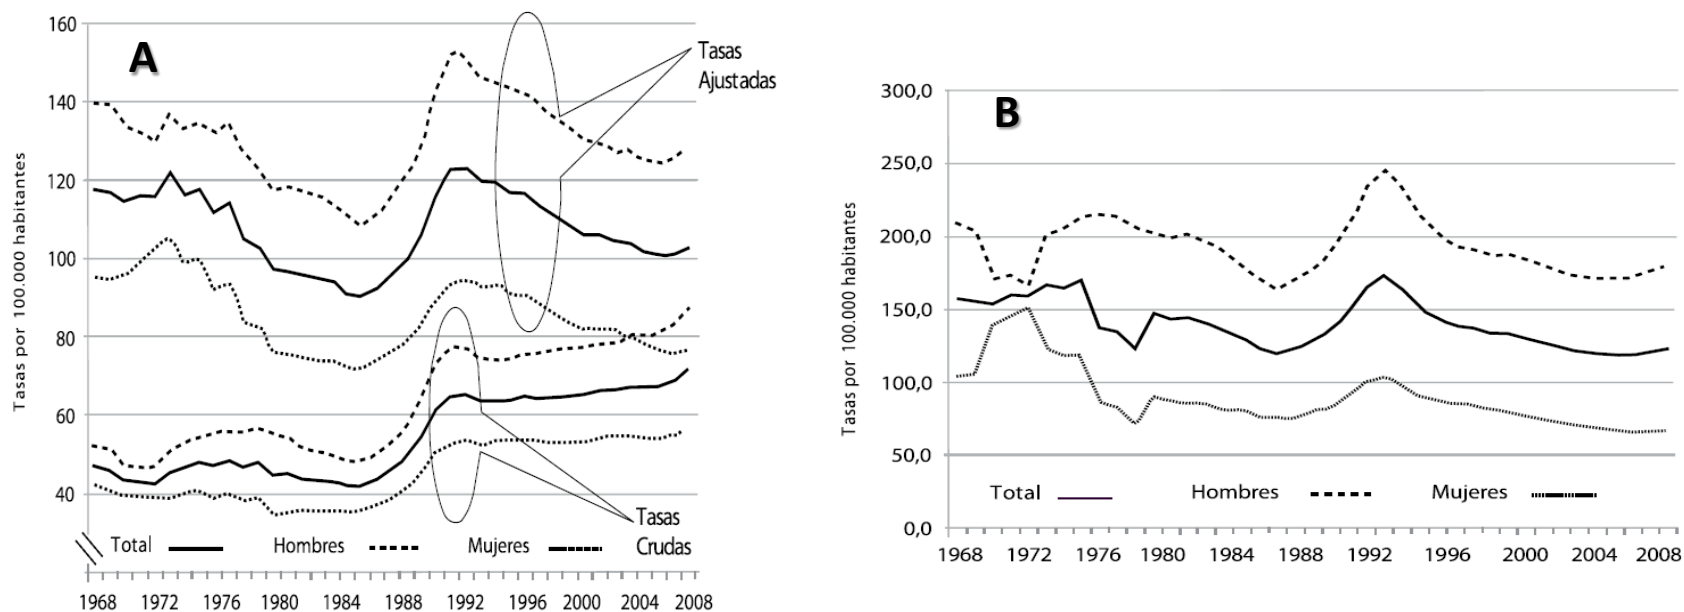 A
Tasas por 100.000 habitantes
160
140
120
100
80
60
40
Tasas
Ajustadas
Tasas
Crudas
Total Hombres Mujeres
1968 1972 1976 1980 1984 1988 1992 1996 2000 2004 2008
B
Tasas por 100.000 habitantes
300,0
250,0
200,0
150,0
100,0
50,0
0,0
Total Hombres Mujeres
1968 1972 1976 1980 1984 1988 1992 1996 2000 2004 2008